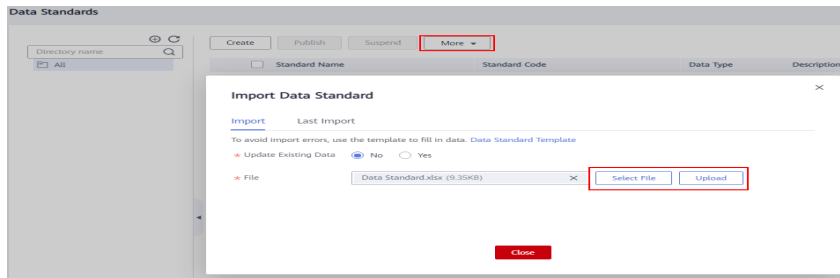 Data Standards
Directory name
All
Create Publish Suspend More
Standard Name Standard Code Data Type Description
Import Data Standard
Import Last Import
To avoid import errors, use the template to fill in data. Data Standard Template
* Update Existing Data No Yes
* File Data Standard.xlsx (9.35KB) × Select File Upload
Close